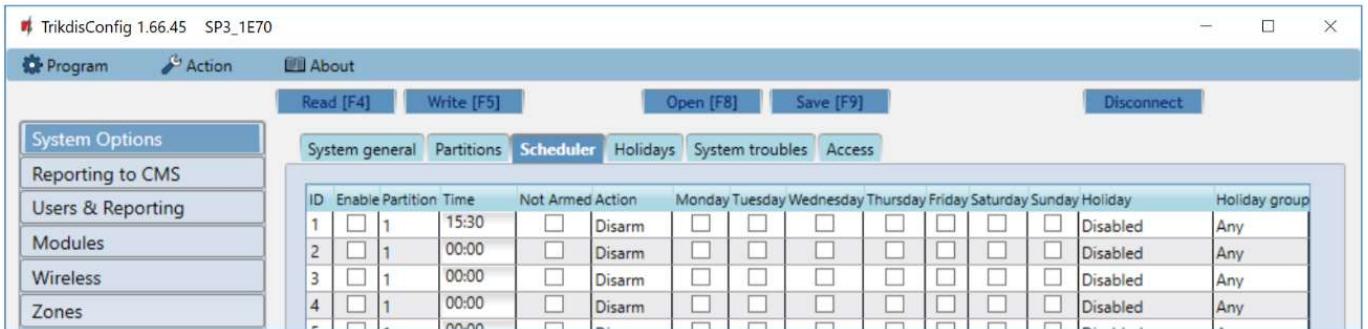 TrikdisConfig 1.66.45 SP3_1E70
Program Action About
Read [F4] Write [F5] Open [F8] Save [F9] Disconnect
System Options
Reporting to CMS
Users & Reporting
Modules
Wireless
Zones
System general Partitions Scheduler Holidays System troubles Access
ID Enable Partition Time Not Armed Action Monday Tuesday Wednesday Thursday Friday Saturday Sunday Holiday Holiday group
1 1 15:30 Disarm Disabled Any
2 1 00:00 Disarm Disabled Any
3 1 00:00 Disarm Disabled Any
4 1 00:00 Disarm Disabled Any